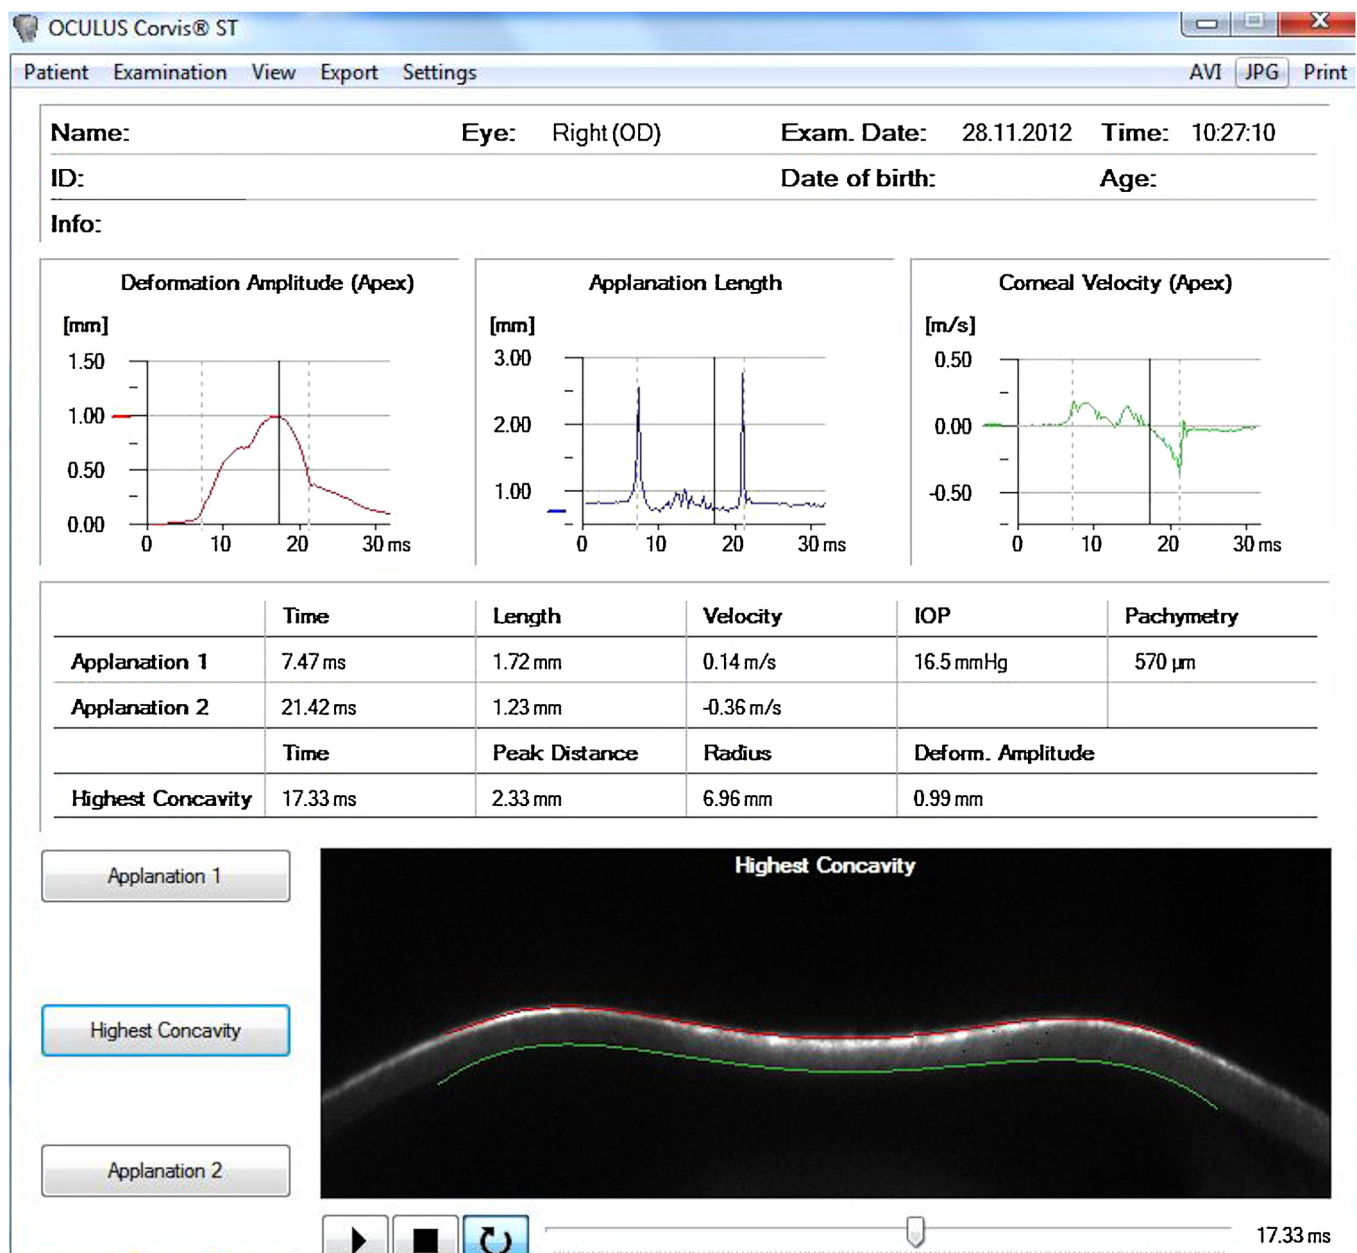 OCULUS Corvis® ST
Patient Examination View Export Settings AVI JPG Print
Name: Eye: Right (OD) Exam. Date: 28.11.2012 Time: 10:27:10
ID: Date of birth: Age:
Info:
Deformation Amplitude (Apex)
[mm]
1.50
1.00
0.50
0.00
0 10 20 30 ms
Applanation Length
[mm]
3.00
2.00
1.00
0 10 20 30 ms
Corneal Velocity (Apex)
[m/s]
0.50
0.00
-0.50
0 10 20 30 ms
Time Length Velocity IOP Pachymetry
Applanation 1 7.47 ms 1.72 mm 0.14 m/s 16.5 mmHg 570 µm
Applanation 2 21.42 ms 1.23 mm -0.36 m/s
Time Peak Distance Radius Deform. Amplitude
Highest Concavity 17.33 ms 2.33 mm 6.96 mm 0.99 mm
Applanation 1
Highest Concavity
Applanation 2
Highest Concavity
17.33 ms